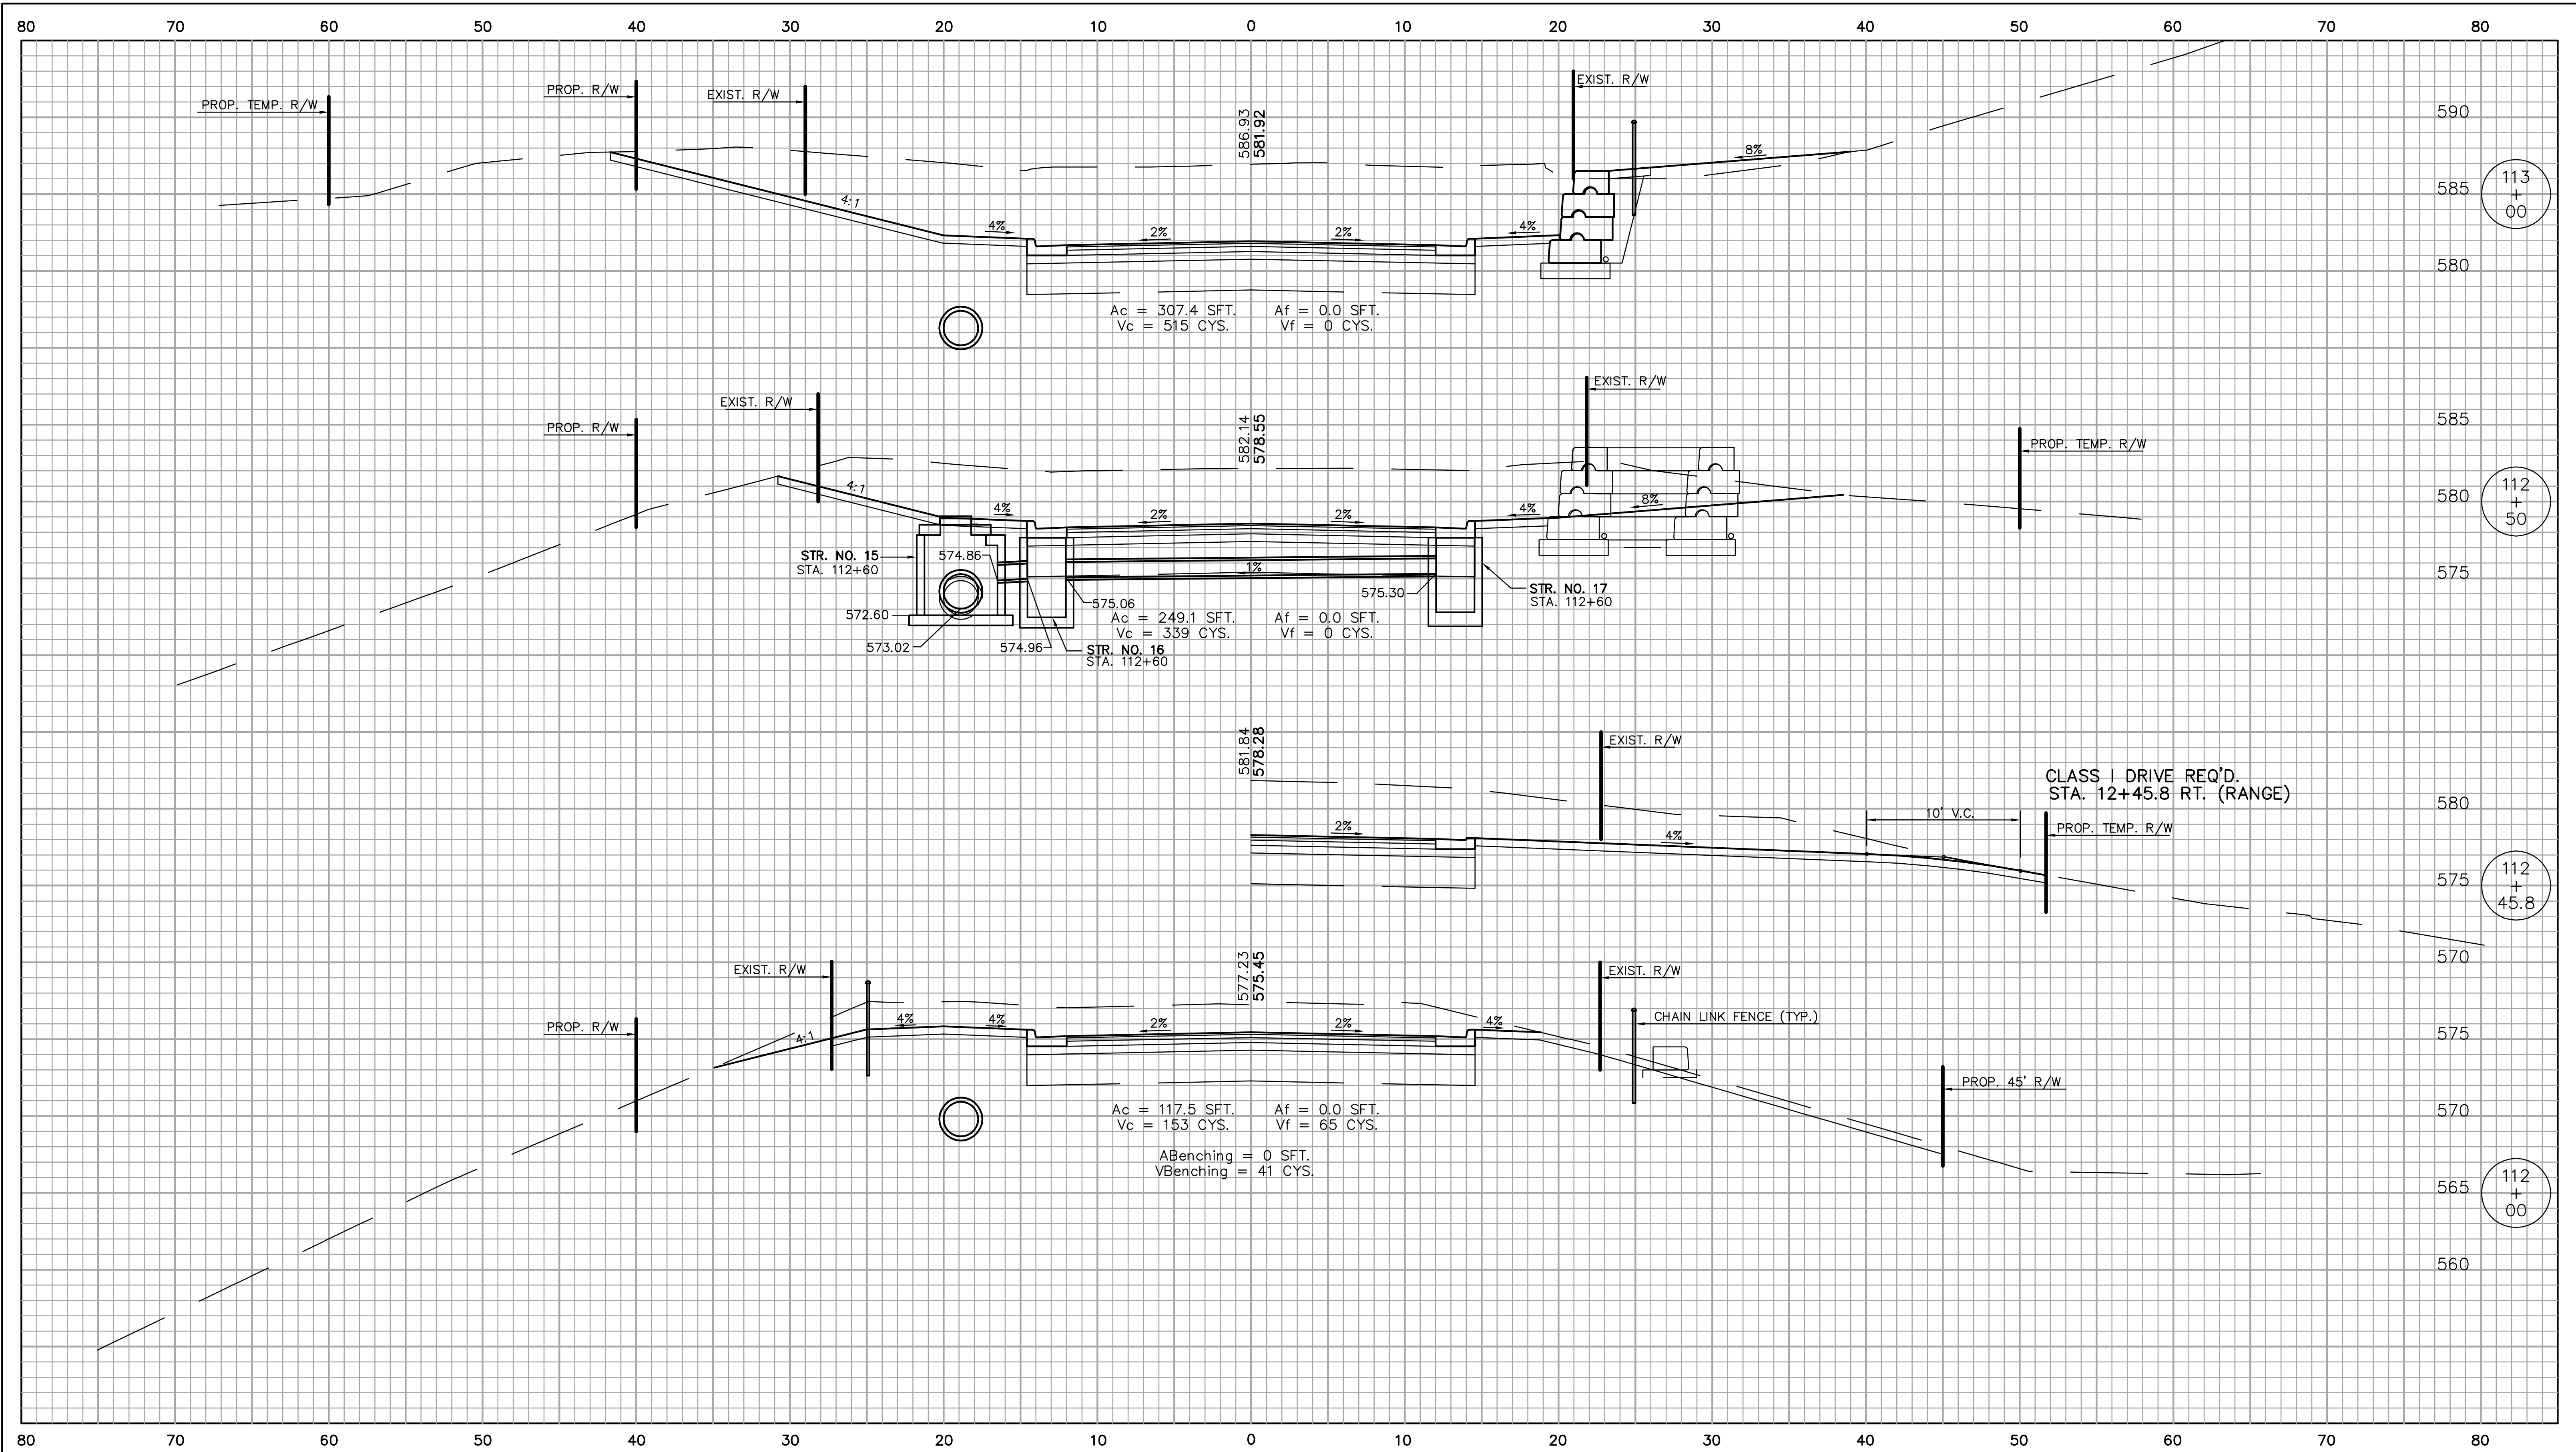 80 70 60 50 40 30 20 10 0 10 20 30 40 50 60 70 80
PROP. TEMP. R/W
PROP. R/W
EXIST. R/W
586.93
581.92
EXIST. R/W
590
585
580
113
+
00
4:1
4%
2%
2%
4%
8%
Ac = 307.4 SFT. Af = 0.0 SFT.
Vc = 515 CYS. Vf = 0 CYS.
PROP. R/W
EXIST. R/W
582.14
578.55
EXIST. R/W
PROP. TEMP. R/W
585
580
575
112
+
50
4:1
4%
2%
2%
4%
8%
STR. NO. 15
STA. 112+60
574.86
1%
572.60
573.02
574.96
575.06
575.30
STR. NO. 16
STA. 112+60
STR. NO. 17
STA. 112+60
Ac = 249.1 SFT. Af = 0.0 SFT.
Vc = 339 CYS. Vf = 0 CYS.
581.84
578.28
EXIST. R/W
CLASS I DRIVE REQ'D.
STA. 12+45.8 RT. (RANGE)
10' V.C.
PROP. TEMP. R/W
2%
4%
580
575
570
112
+
45.8
PROP. R/W
EXIST. R/W
577.23
575.45
EXIST. R/W
CHAIN LINK FENCE (TYP.)
PROP. 45' R/W
4:1
4%
4%
2%
2%
4%
575
570
565
560
112
+
00
Ac = 117.5 SFT. Af = 0.0 SFT.
Vc = 153 CYS. Vf = 65 CYS.
ABenching = 0 SFT.
VBenching = 41 CYS.
80 70 60 50 40 30 20 10 0 10 20 30 40 50 60 70 80